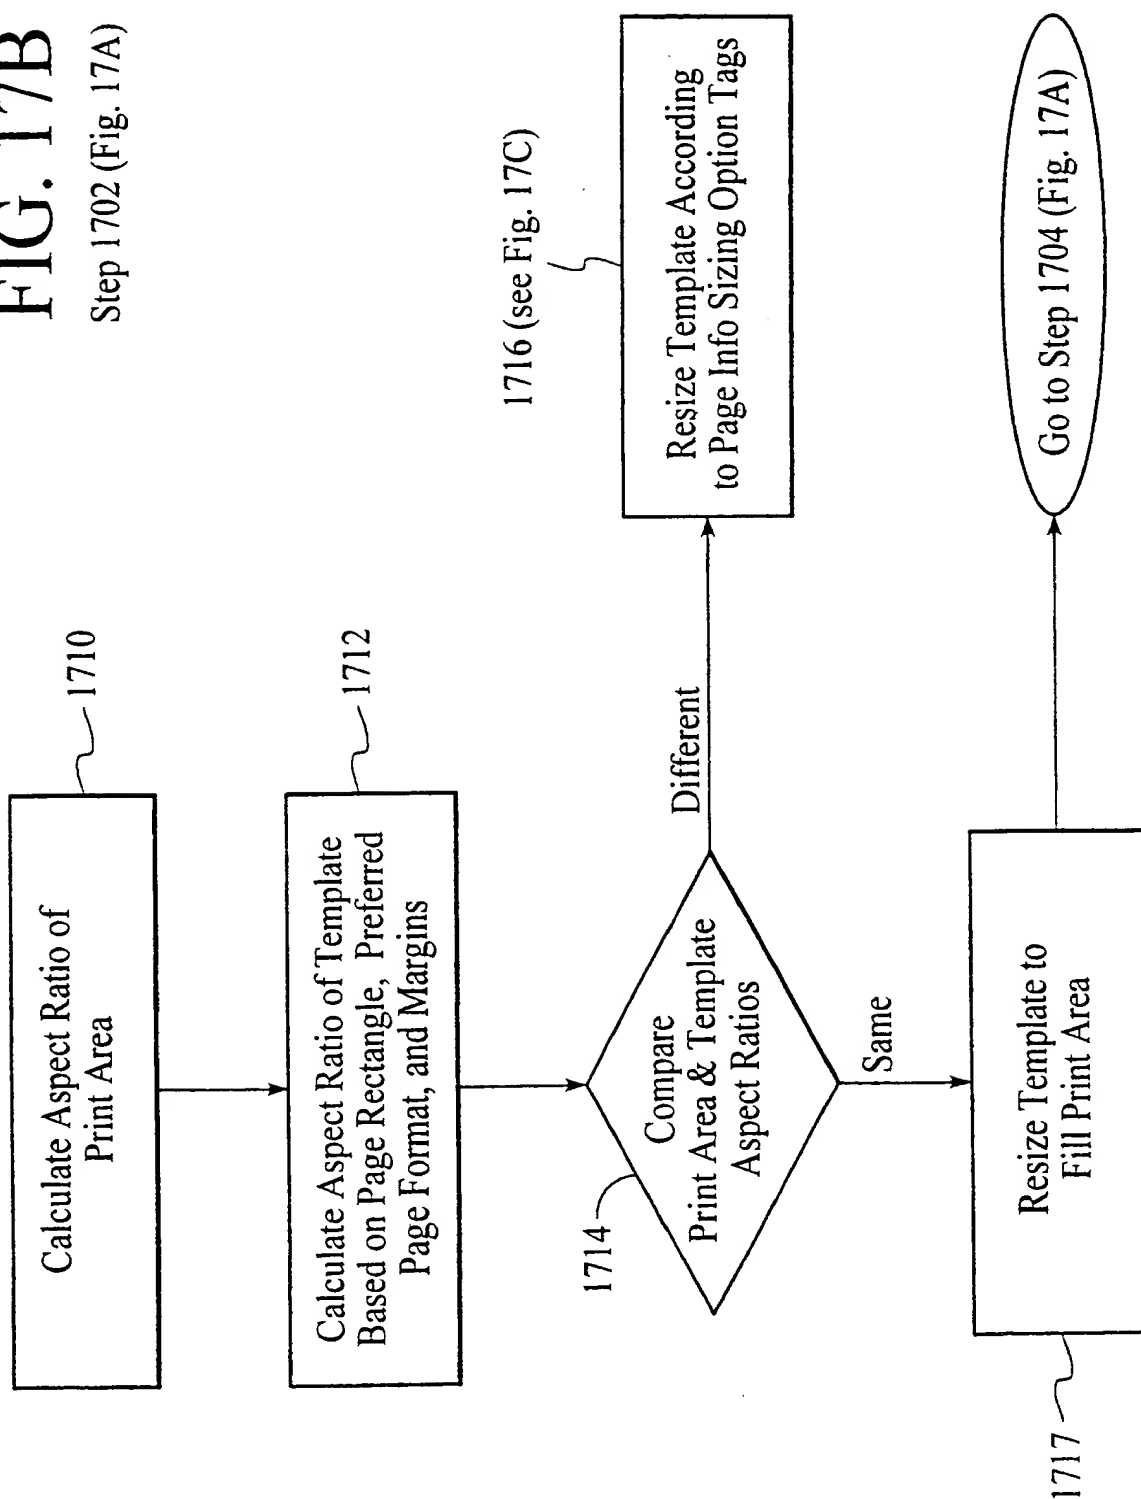 FIG. 17B
Step 1702 (Fig. 17A)
Calculate Aspect Ratio of
Print Area
1710
Calculate Aspect Ratio of Template
Based on Page Rectangle, Preferred
Page Format, and Margins
1712
1714
Compare
Print Area & Template
Aspect Ratios
Different
1716 (see Fig. 17C)
Resize Template According
to Page Info Sizing Option Tags
Same
1717
Resize Template to
Fill Print Area
Go to Step 1704 (Fig. 17A)